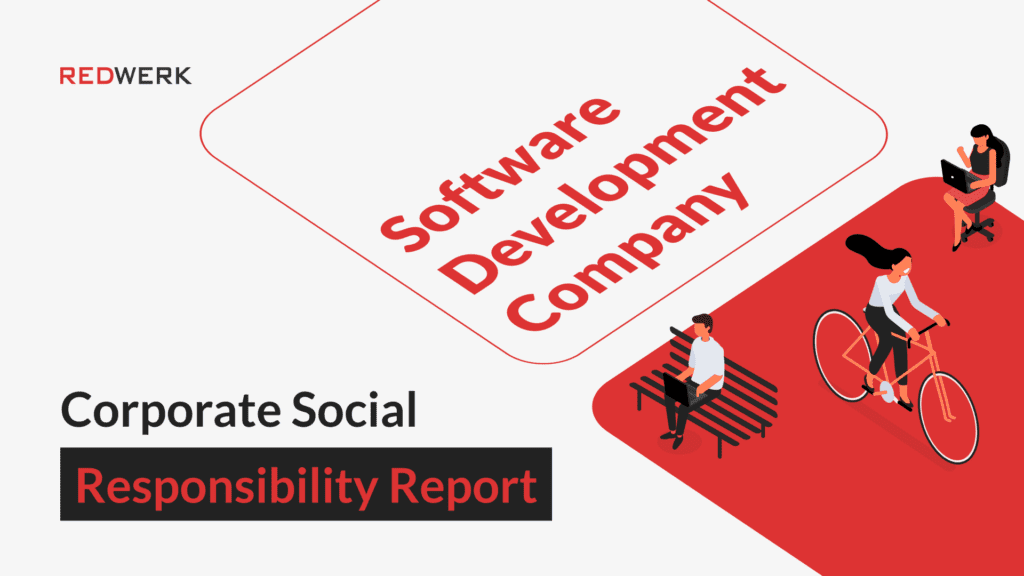 REDWERK
Software
Development
Company
Corporate Social
Responsibility Report